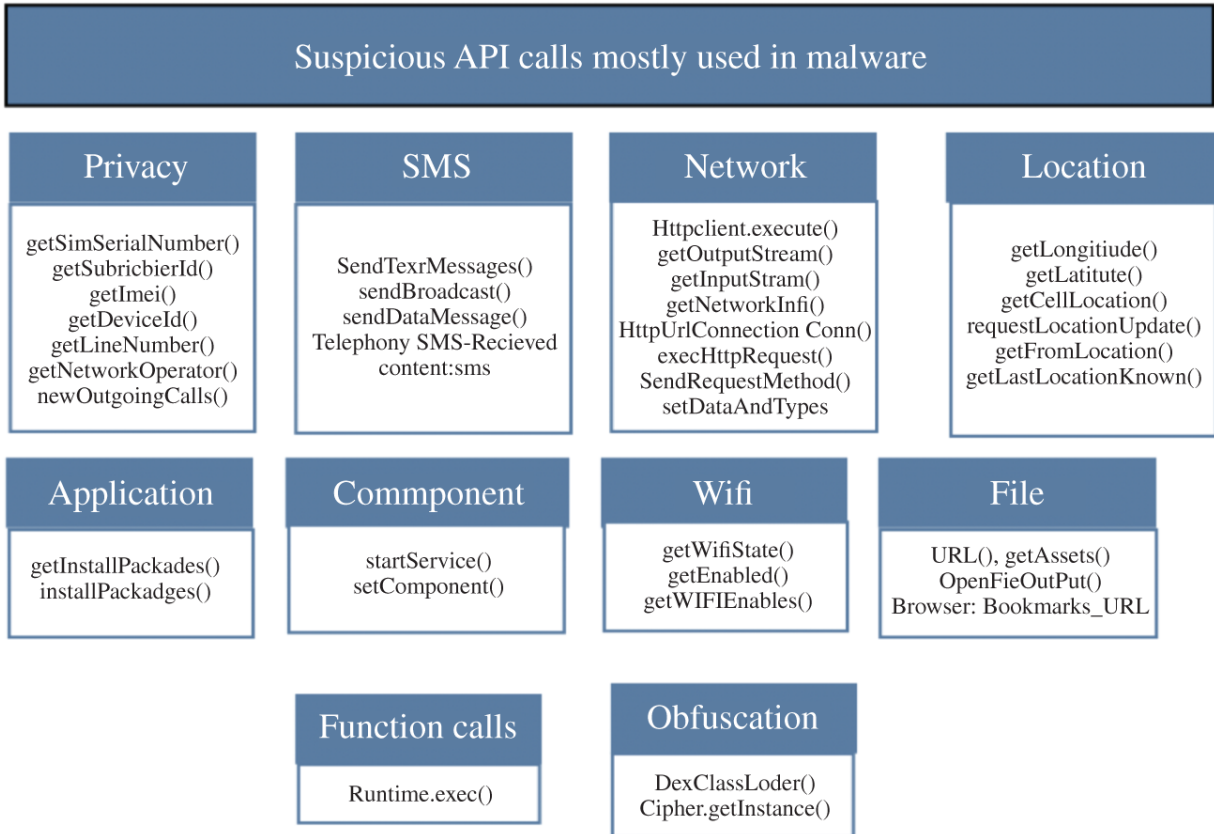 Suspicious API calls mostly used in malware
Privacy
getSimSerialNumber()
getSubricbierId()
getImei()
getDeviceId()
getLineNumber()
getNetworkOperator()
newOutgoingCalls()
SMS
SendTexrMessages()
sendBroadcast()
sendDataMessage()
Telephony SMS-Recieved
content:sms
Network
Httpclient.execute()
getOutputStream()
getInputStram()
getNetworkInfi()
HttpUrlConnection Conn()
execHttpRequest()
SendRequestMethod()
setDataAndTypes
Location
getLongitiude()
getLatitute()
getCellLocation()
requestLocationUpdate()
getFromLocation()
getLastLocationKnown()
Application
getInstallPackades()
installPackadges()
Commponent
startService()
setComponent()
Wifi
getWifiState()
getEnabled()
getWIFIEnables()
File
URL(), getAssets()
OpenFieOutPut()
Browser: Bookmarks_URL
Function calls
Runtime.exec()
Obfuscation
DexClassLoder()
Cipher.getInstance()